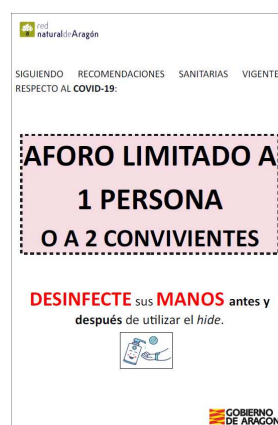 red
naturaldeAragón
SIGUIENDO RECOMENDACIONES SANITARIAS VIGENTE
RESPECTO AL COVID-19:
AFORO LIMITADO A
1 PERSONA
O A 2 CONVIVIENTES
DESINFECTE sus MANOS antes y
después de utilizar el hide.
GOBIERNO
DE ARAGON